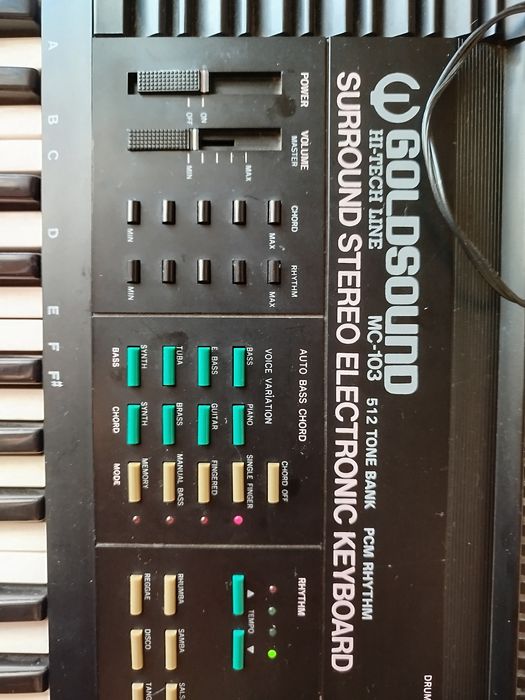 GOLDSOUND
HI-TECH LINE MC-103 512 TONE BANK PCM RHYTHM
SURROUND STEREO ELECTRONIC KEYBOARD
DRUM
POWER
ON
OFF
VOLUME
MASTER
MAX
MIN
CHORD
MAX
MIN
RHYTHM
MAX
MIN
AUTO BASS CHORD
VOICE VARIATION
CHORD OFF
BASS
PIANO
SINGLE FINGER
E. BASS
GUITAR
FINGERED
TUBA
BRASS
MANUAL BASS
SYNTH
SYNTH
MEMORY
BASS
CHORD
MODE
RHYTHM
▲ TEMPO ▼
RHUMBA
SAMBA
SALS
REGGAE
DISCO
TANG
A
B
C
D
E
F
F#